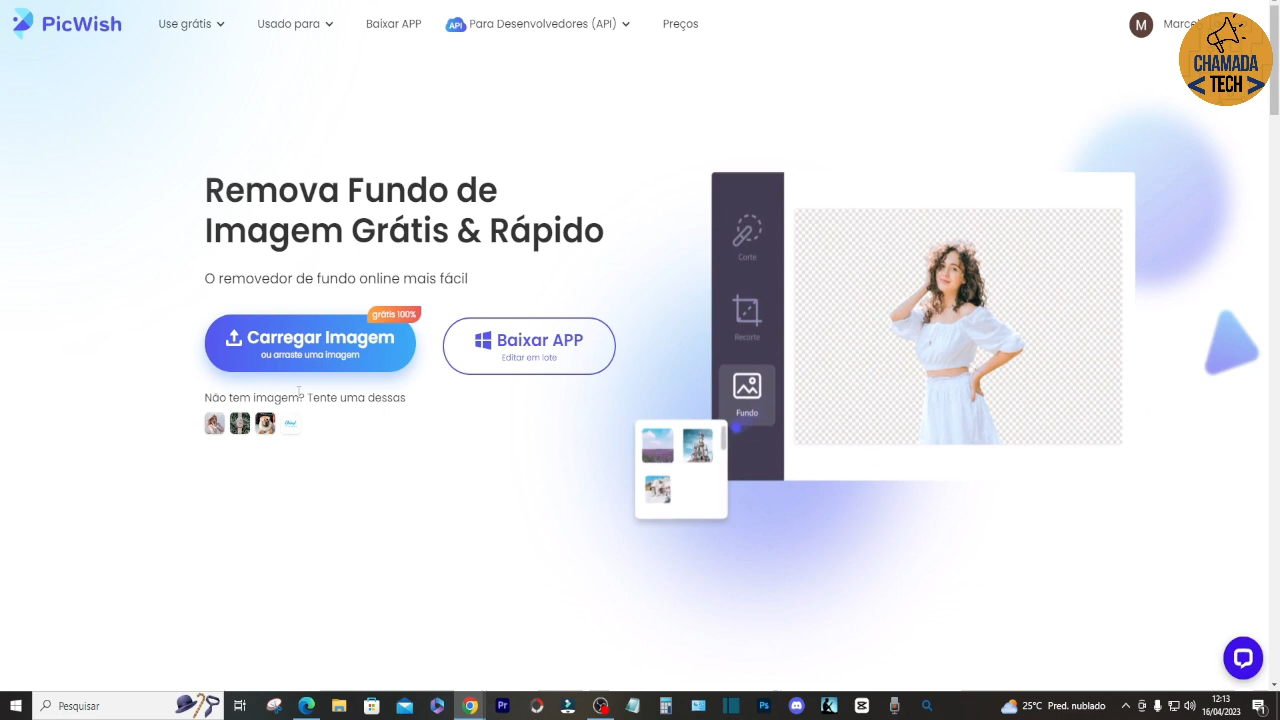 PicWish
Use grátis
Usado para
Baixar APP
API
Para Desenvolvedores (API)
Preços
M
CHAMADA
< TECH >
Remova Fundo de
Imagem Grátis & Rápido
O removedor de fundo online mais fácil
grátis 100%
Carregar Imagem
ou arraste uma imagem
Baixar APP
Editar em lote
Não tem imagem? Tente uma dessas
Corte
Recorte
Fundo
Pesquisar
Pr
Ps
25°C Pred. nublado
12:13
16/04/2023